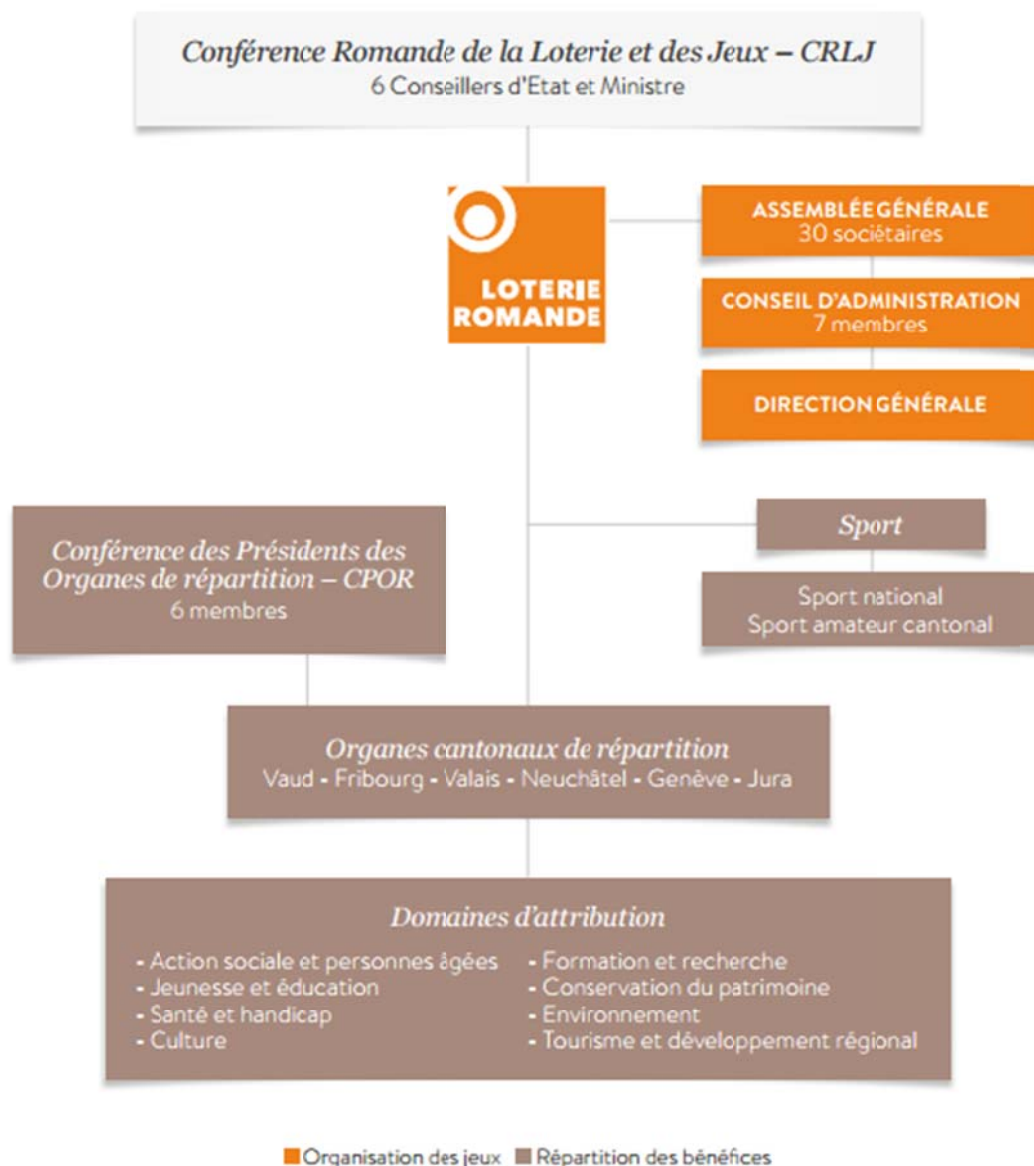 Conférence Romande de la Loterie et des Jeux – CRLJ
6 Conseillers d'Etat et Ministre
LOTERIE
ROMANDE
ASSEMBLÉE GÉNÉRALE
30 sociétaires
CONSEIL D'ADMINISTRATION
7 membres
DIRECTION GÉNÉRALE
Conférence des Présidents des
Organes de répartition – CPOR
6 membres
Sport
Sport national
Sport amateur cantonal
Organes cantonaux de répartition
Vaud - Fribourg - Valais - Neuchâtel - Genève - Jura
Domaines d'attribution
- Action sociale et personnes âgées
- Jeunesse et éducation
- Santé et handicap
- Culture
- Formation et recherche
- Conservation du patrimoine
- Environnement
- Tourisme et développement régional
Organisation des jeux Répartition des bénéfices